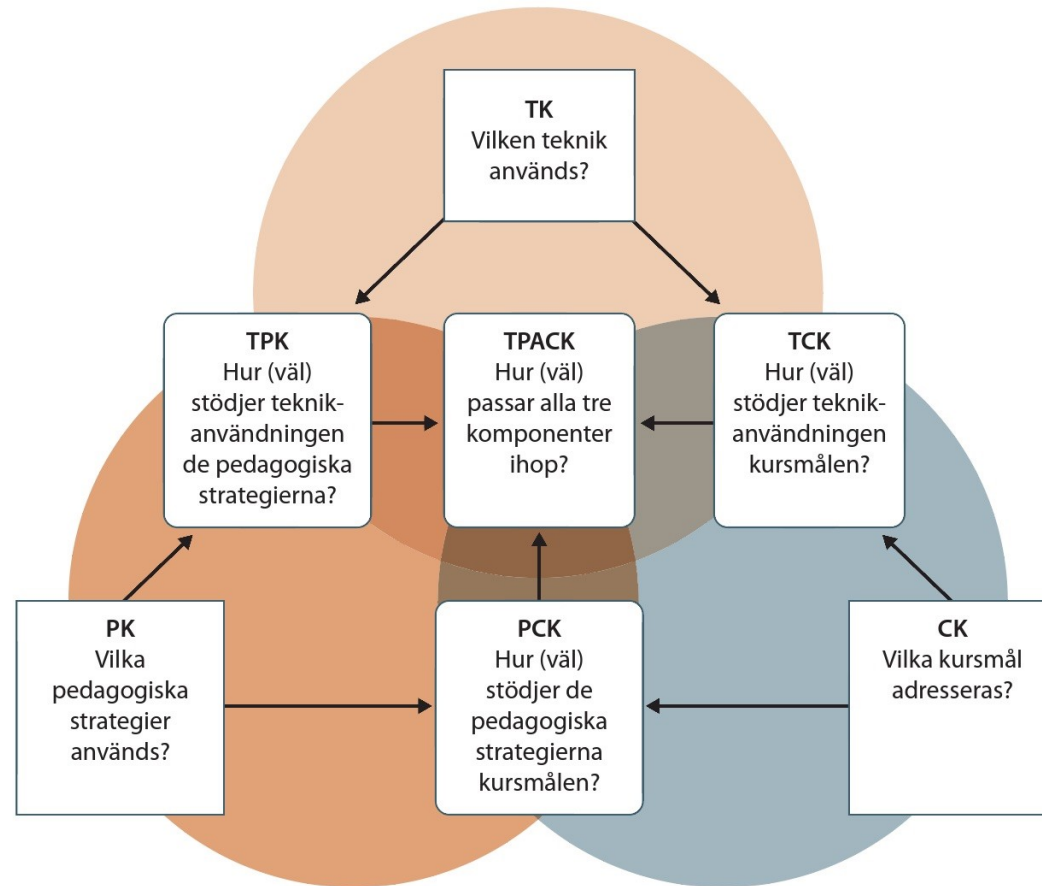 TK
Vilken teknik
används?
TPK
Hur (väl)
stödjer teknik-
användningen
de pedagogiska
strategierna?
TPACK
Hur (väl)
passar alla tre
komponenter
ihop?
TCK
Hur (väl)
stödjer teknik-
användningen
kursmålen?
PK
Vilka
pedagogiska
strategier
används?
PCK
Hur (väl)
stödjer de
pedagogiska
strategierna
kursmålen?
CK
Vilka kursmål
adresseras?